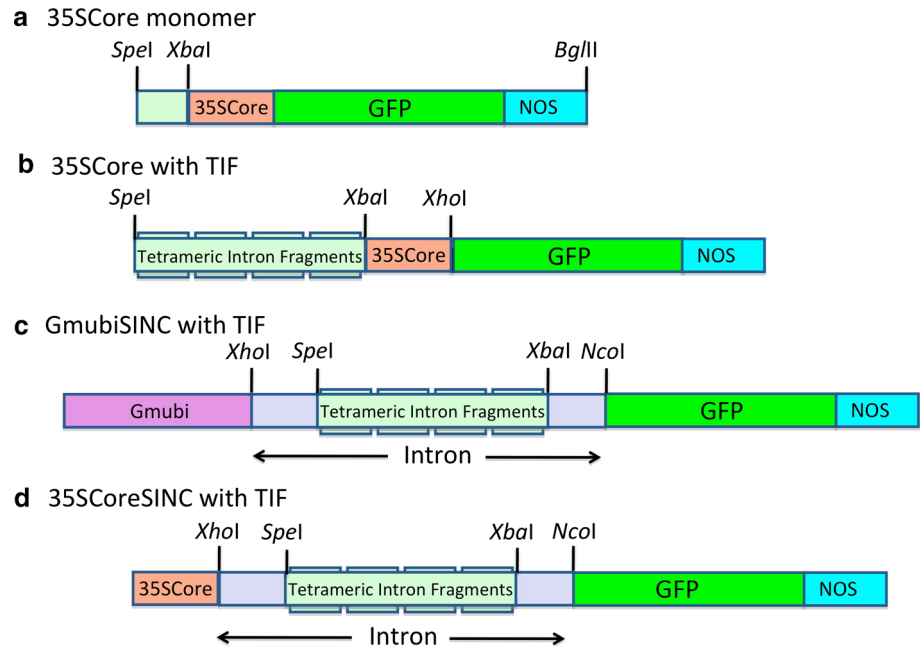 a 35SCore monomer
SpeI XbaI BglII
35SCore GFP NOS
b 35SCore with TIF
SpeI XbaI XhoI
Tetrameric Intron Fragments 35SCore GFP NOS
c GmubiSINC with TIF
XhoI SpeI XbaI NcoI
Gmubi Tetrameric Intron Fragments GFP NOS
Intron
d 35SCoreSINC with TIF
XhoI SpeI XbaI NcoI
35SCore Tetrameric Intron Fragments GFP NOS
Intron